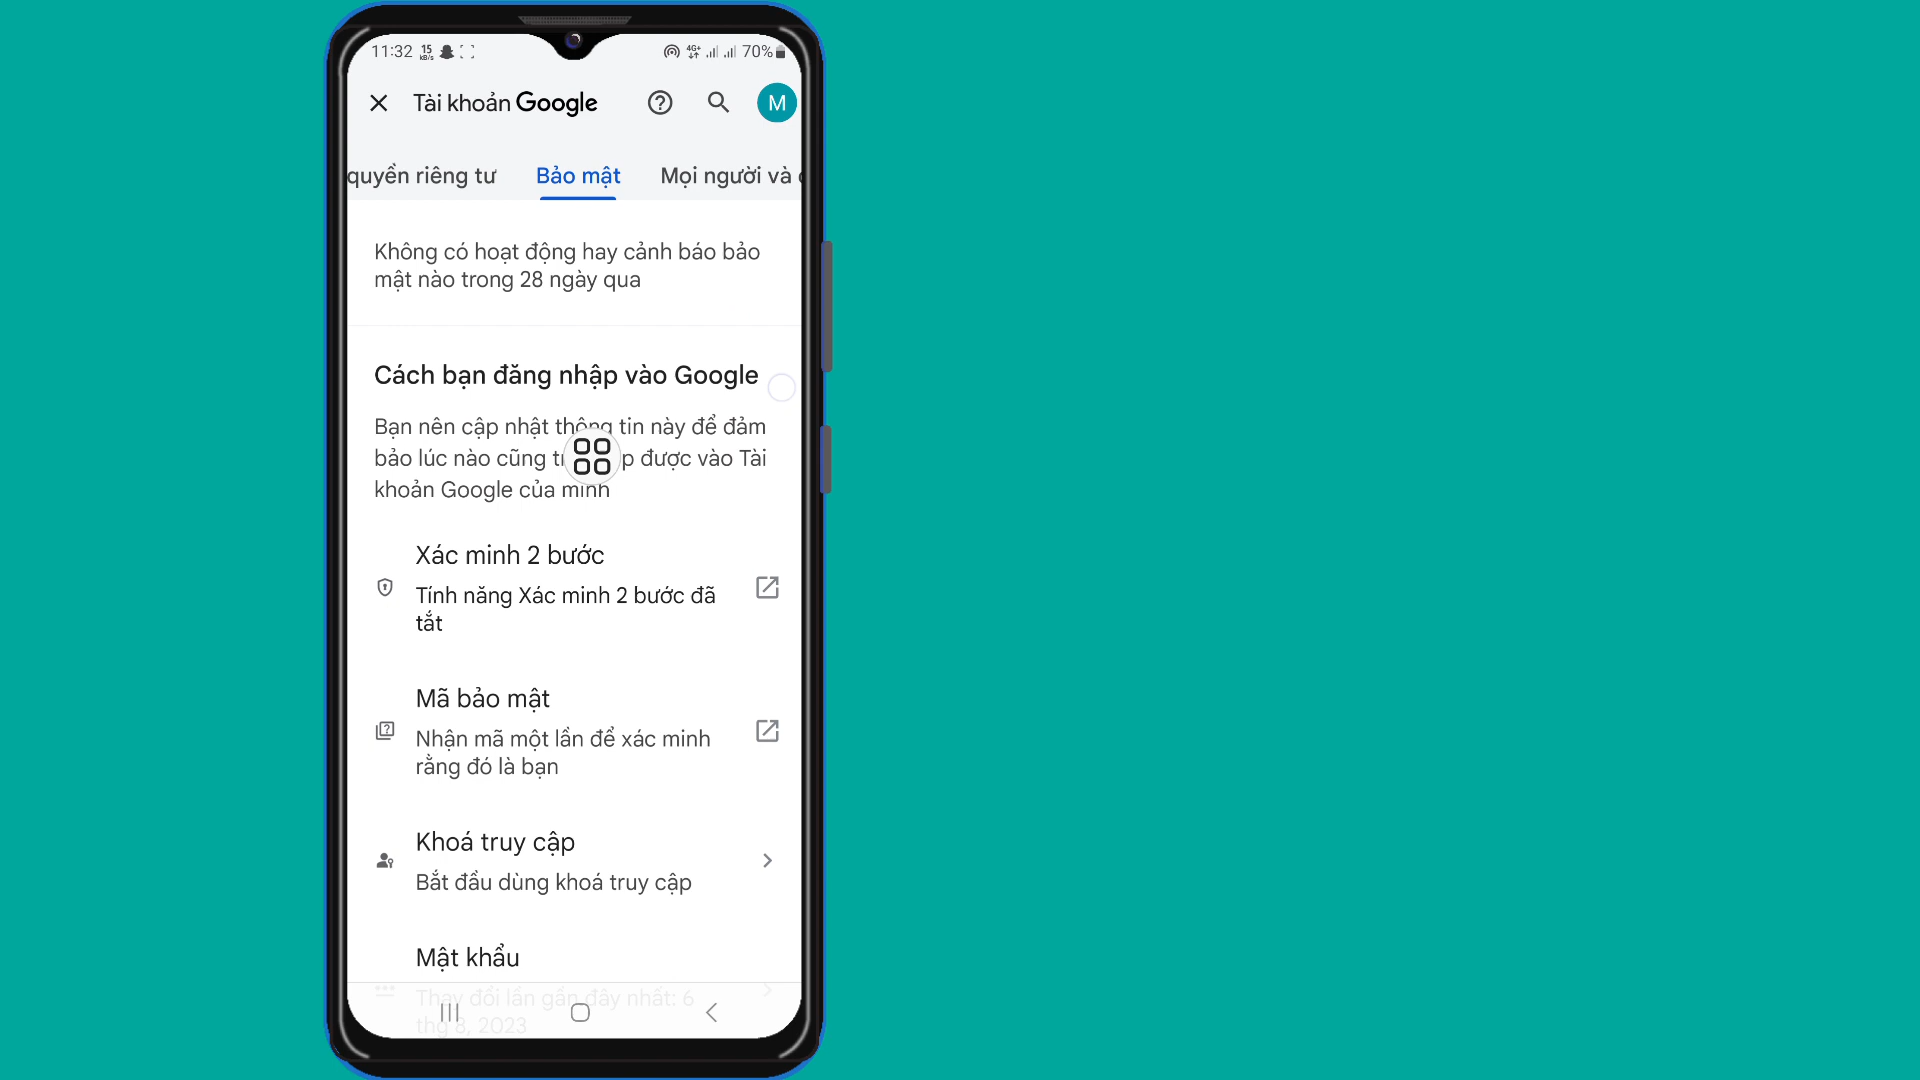 11:32 15 KB/s 4G+ 70%
Tài khoản Google M
quyền riêng tư Bảo mật Mọi người và
Không có hoạt động hay cảnh báo bảo
mật nào trong 28 ngày qua
Cách bạn đăng nhập vào Google
Bạn nên cập nhật thông tin này để đảm
bảo lúc nào cũng p được vào Tài
khoản Google của mình
Xác minh 2 bước
Tính năng Xác minh 2 bước đã
tắt
Mã bảo mật
Nhận mã một lần để xác minh
rằng đó là bạn
Khoá truy cập
Bắt đầu dùng khoá truy cập
Mật khẩu
Thay đổi lần gần đây nhất: 6
thg 8, 2023